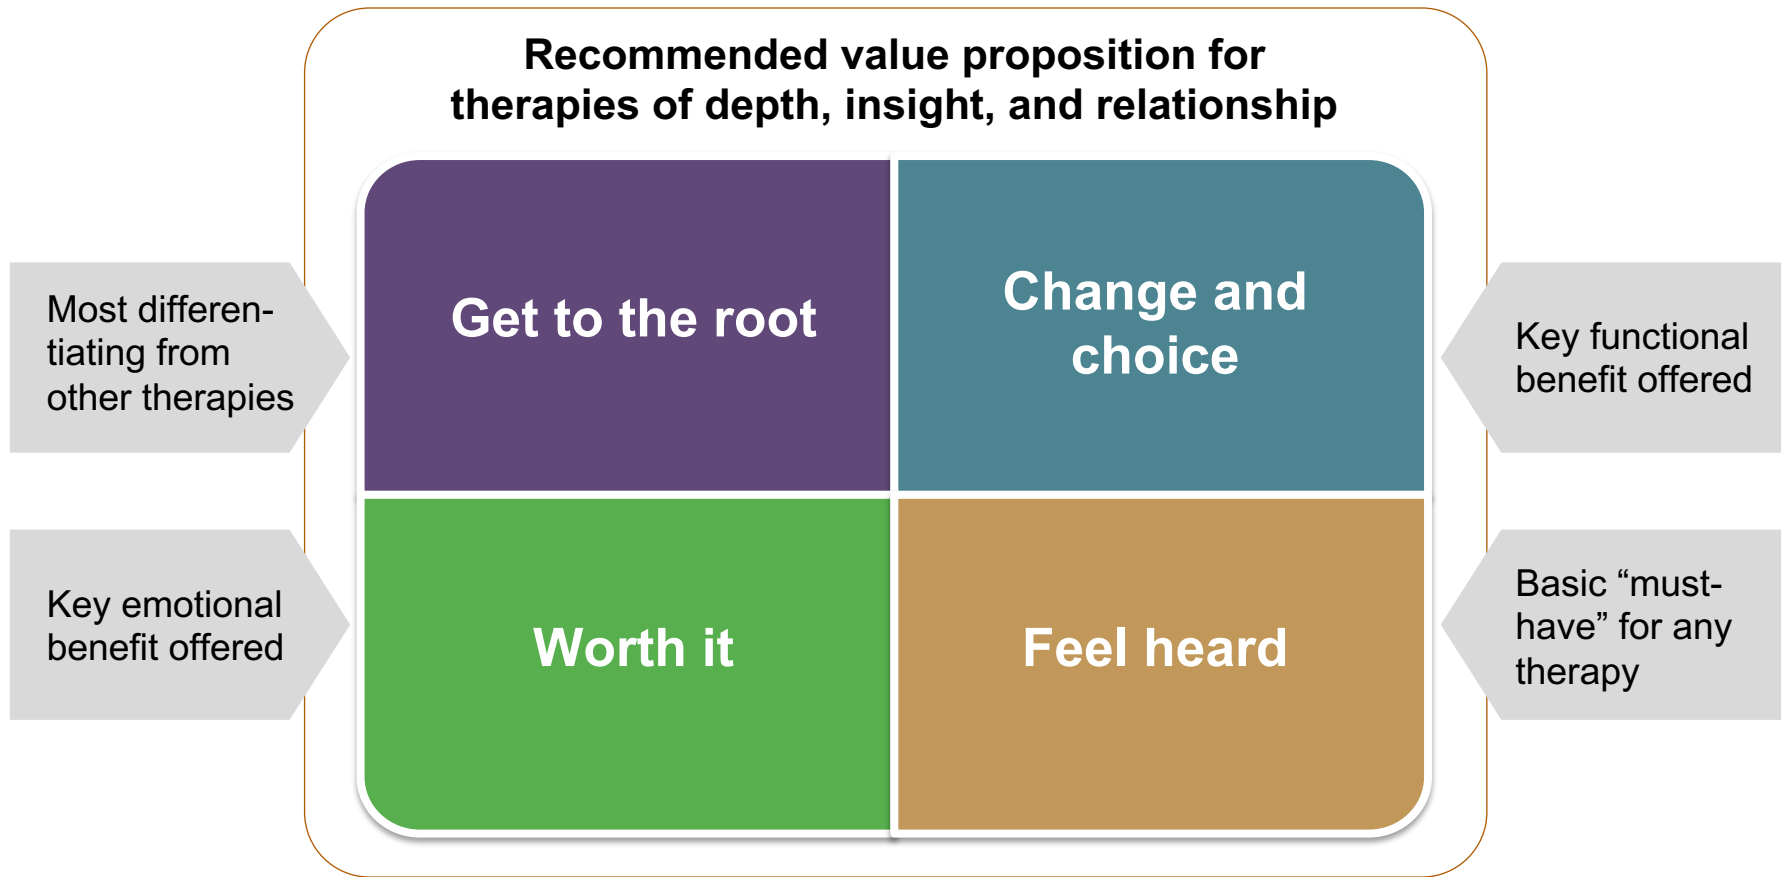 Recommended value proposition for
therapies of depth, insight, and relationship
Most differen-
tiating from
other therapies
Get to the root
Change and
choice
Key functional
benefit offered
Key emotional
benefit offered
Worth it
Feel heard
Basic “must-
have” for any
therapy